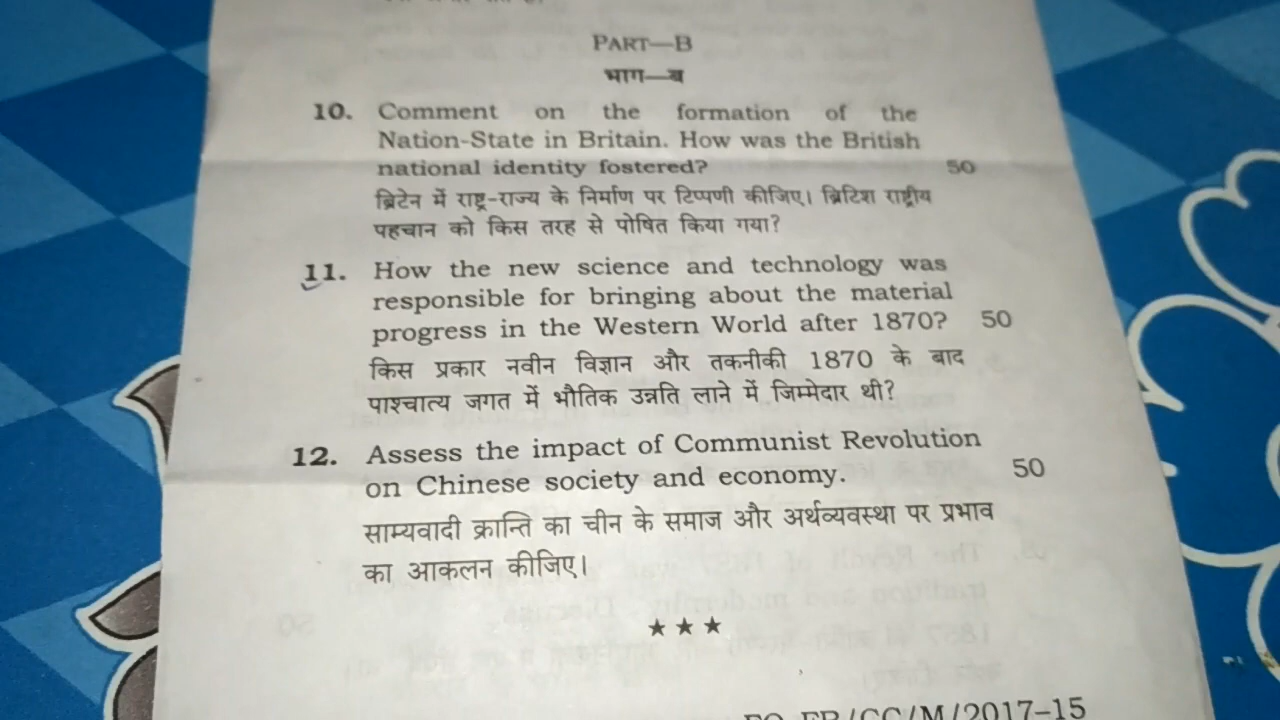 PART—B
भाग—ब
10. Comment on the formation of the
Nation-State in Britain. How was the British
national identity fostered? 50
ब्रिटेन में राष्ट्र-राज्य के निर्माण पर टिप्पणी कीजिए। ब्रिटिश राष्ट्रीय
पहचान को किस तरह से पोषित किया गया?
11. How the new science and technology was
responsible for bringing about the material
progress in the Western World after 1870? 50
किस प्रकार नवीन विज्ञान और तकनीकी 1870 के बाद
पाश्चात्य जगत में भौतिक उन्नति लाने में जिम्मेदार थी?
12. Assess the impact of Communist Revolution
on Chinese society and economy. 50
साम्यवादी क्रान्ति का चीन के समाज और अर्थव्यवस्था पर प्रभाव
का आकलन कीजिए।
★★★
/CC/M/2017–15